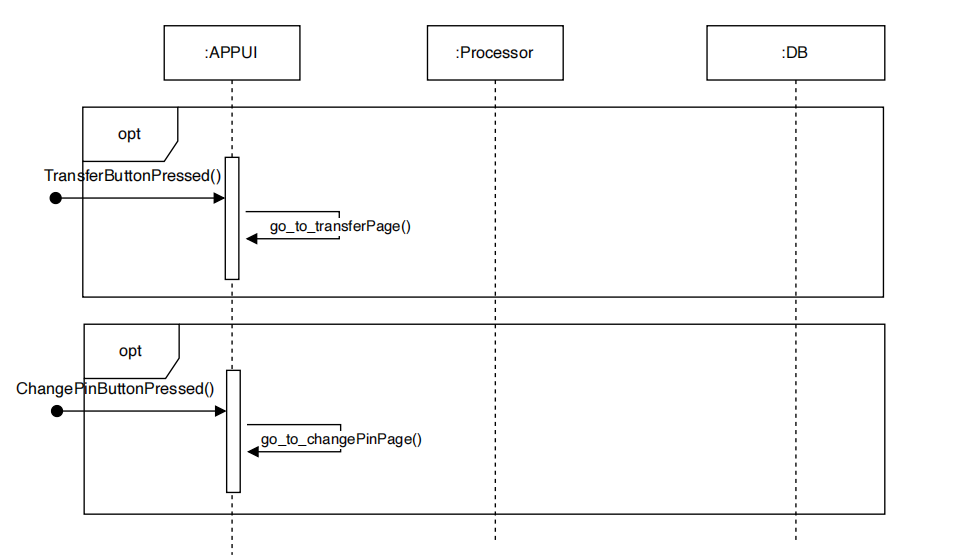 :APPUI
:Processor
:DB
opt
TransferButtonPressed()
go_to_transferPage()
opt
ChangePinButtonPressed()
go_to_changePinPage()